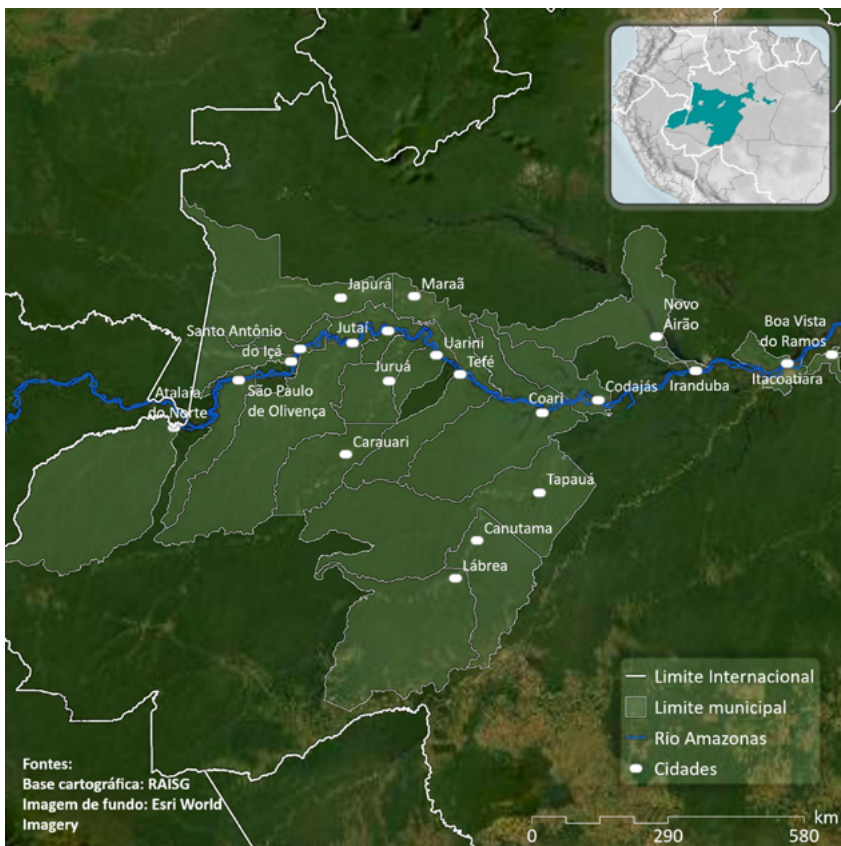 Japurá
Maraã
Novo
Airão
Santo Antônio
do Içá
Jutaí
Boa Vista
do Ramos
Uarini
Juruá
Tefé
Iranduba
Itacoatiara
Atalaia
do Norte
São Paulo
de Olivença
Coari
Codajás
Carauari
Tapauá
Canutama
Lábrea
Limite Internacional
Limite municipal
Rio Amazonas
Cidades
Fontes:
Base cartográfica: RAISG
Imagem de fundo: Esri World
Imagery
km
0
290
580